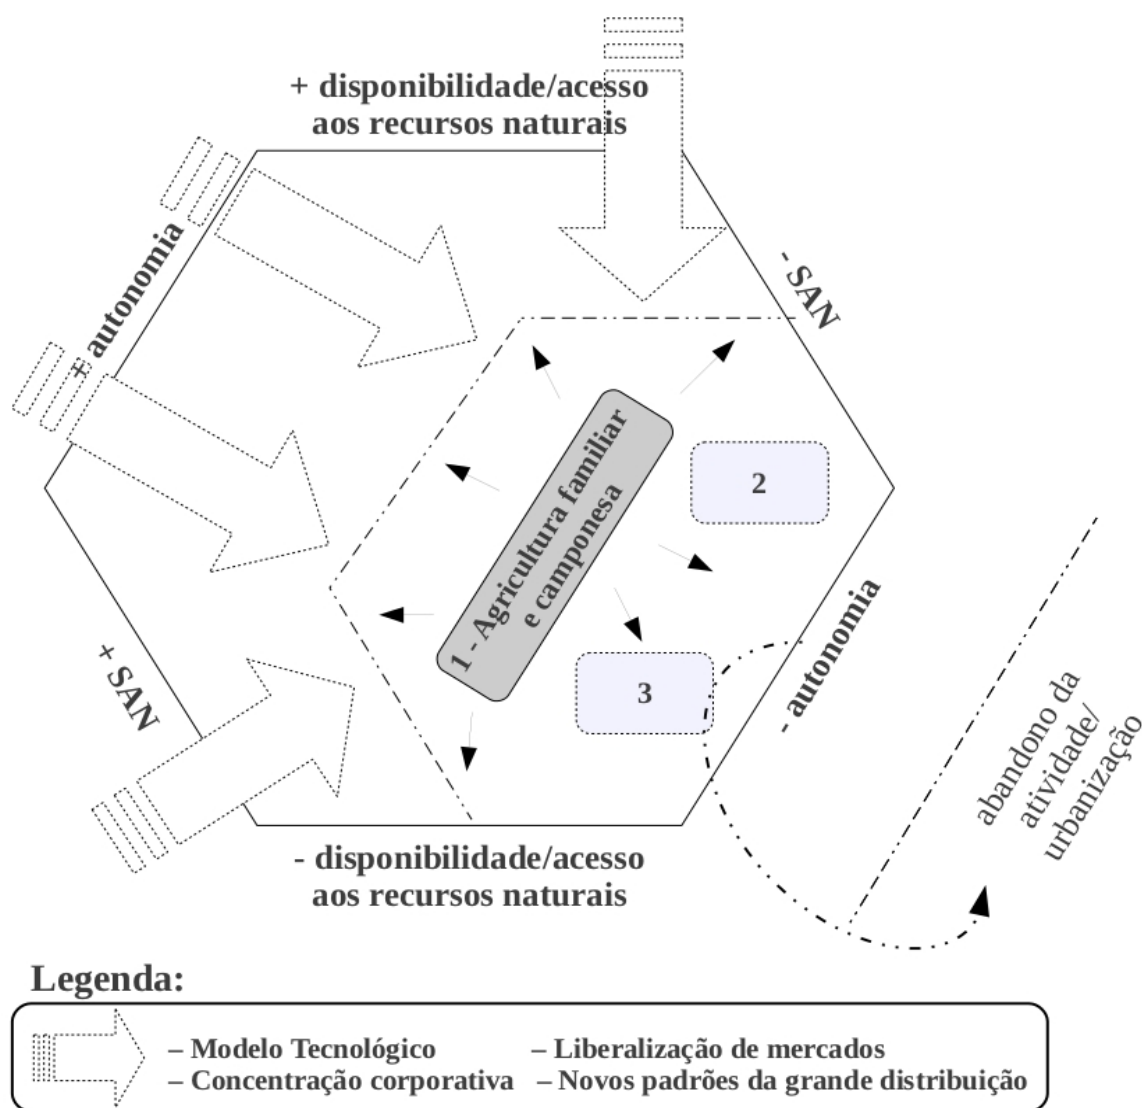 + disponibilidade/acesso
aos recursos naturais
+ autonomia
- SAN
1 - Agricultura familiar
e camponesa
2
3
+ SAN
- autonomia
abandono da
atividade/
urbanização
- disponibilidade/acesso
aos recursos naturais
Legenda:
– Modelo Tecnológico – Liberalização de mercados
– Concentração corporativa – Novos padrões da grande distribuição